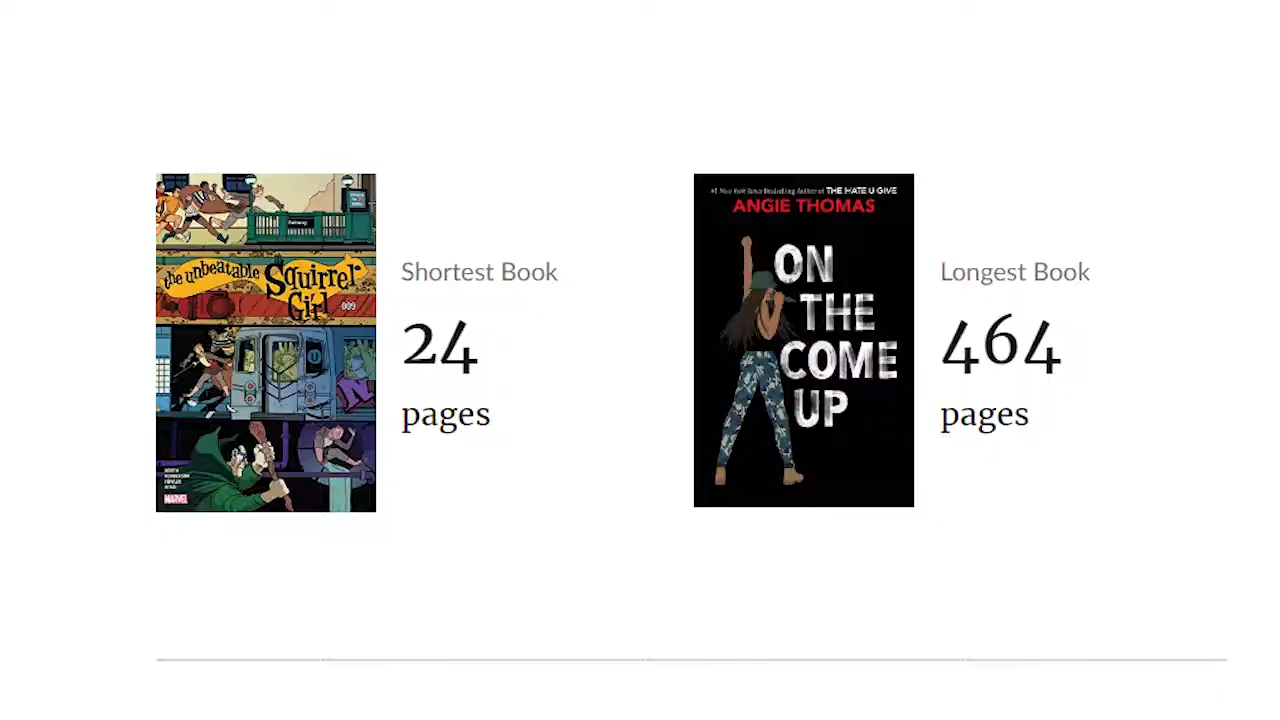 the unbeatable
Squirrel
Girl
009
MARVEL
Shortest Book
24
pages
#1 New York Times Bestselling Author of THE HATE U GIVE
ANGIE THOMAS
ON
THE
COME
UP
Longest Book
464
pages